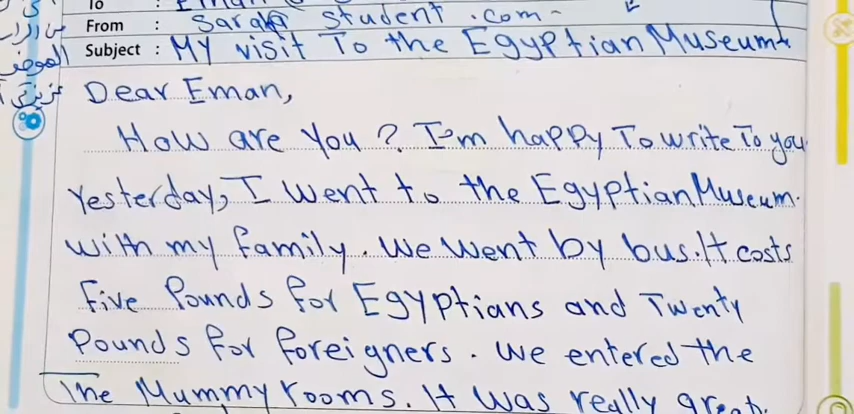 To :
From : Sarah student .com
Subject : My visit To the Egyptian Museum
Dear Eman,
How are you ? I'm happy To write To you
Yesterday, I went to the Egyptian Museum.
with my family. We went by bus. It costs
five Pounds for Egyptians and Twenty
Pounds for foreigners. We entered the
The Mummy rooms. It was really great.